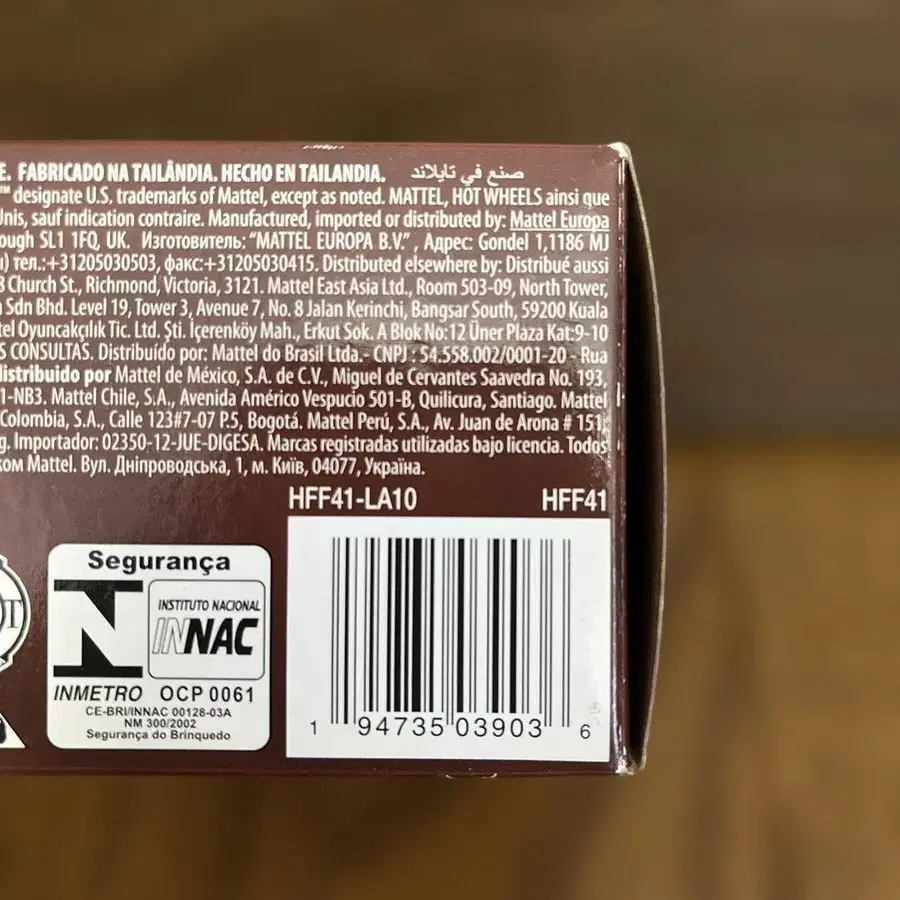 E. FABRICADO NA TAILÂNDIA. HECHO EN TAILANDIA. صنع في تايلاند
™ designate U.S. trademarks of Mattel, except as noted. MATTEL, HOT WHEELS ainsi que
Unis, sauf indication contraire. Manufactured, imported or distributed by: Mattel Europa
ough SL1 1FQ, UK. Изготовитель: “MATTEL EUROPA B.V.” , Адрес: Gondel 1,1186 MJ
) тел.:+31205030503, факс:+31205030415. Distributed elsewhere by: Distribué aussi
8 Church St., Richmond, Victoria, 3121. Mattel East Asia Ltd., Room 503-09, North Tower,
Sdn Bhd. Level 19, Tower 3, Avenue 7, No. 8 Jalan Kerinchi, Bangsar South, 59200 Kuala
tel Oyuncakçılık Tic. Ltd. Şti. İçerenköy Mah., Erkut Sok. A Blok No:12 Üner Plaza Kat:9-10
S CONSULTAS. Distribuído por: Mattel do Brasil Ltda.- CNPJ : 54.558.002/0001-20 - Rua
distribuido por Mattel de México, S.A. de C.V., Miguel de Cervantes Saavedra No. 193,
1-NB3. Mattel Chile, S.A., Avenida Américo Vespucio 501-B, Quilicura, Santiago. Mattel
Colombia, S.A., Calle 123#7-07 P.5, Bogotá. Mattel Perú, S.A., Av. Juan de Arona # 151,
g. Importador: 02350-12-JUE-DIGESA. Marcas registradas utilizadas bajo licencia. Todos
ком Mattel. Вул. Дніпроводська, 1, м. Київ, 04077, Україна.
HFF41-LA10 HFF41
Segurança
INSTITUTO NACIONAL
INNAC
INMETRO OCP 0061
CE-BRI/INNAC 00128-03A
NM 300/2002
Segurança do Brinquedo
1 94735 03903 6